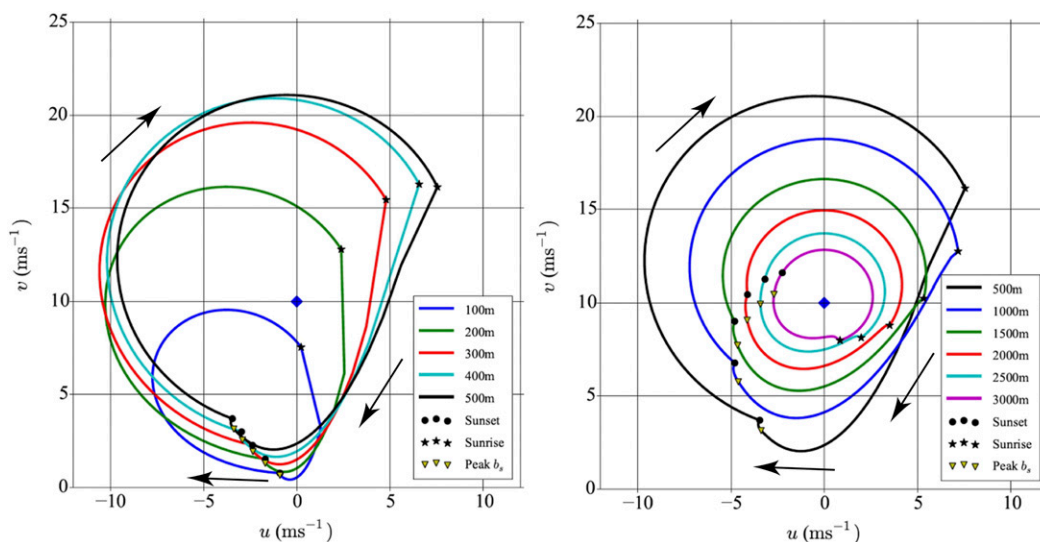 25
20
15
10
5
0
v (ms⁻¹)
−10
−5
0
5
10
u (ms⁻¹)
100m
200m
300m
400m
500m
Sunset
Sunrise
Peak bₛ
25
20
15
10
5
0
v (ms⁻¹)
−10
−5
0
5
10
u (ms⁻¹)
500m
1000m
1500m
2000m
2500m
3000m
Sunset
Sunrise
Peak bₛ